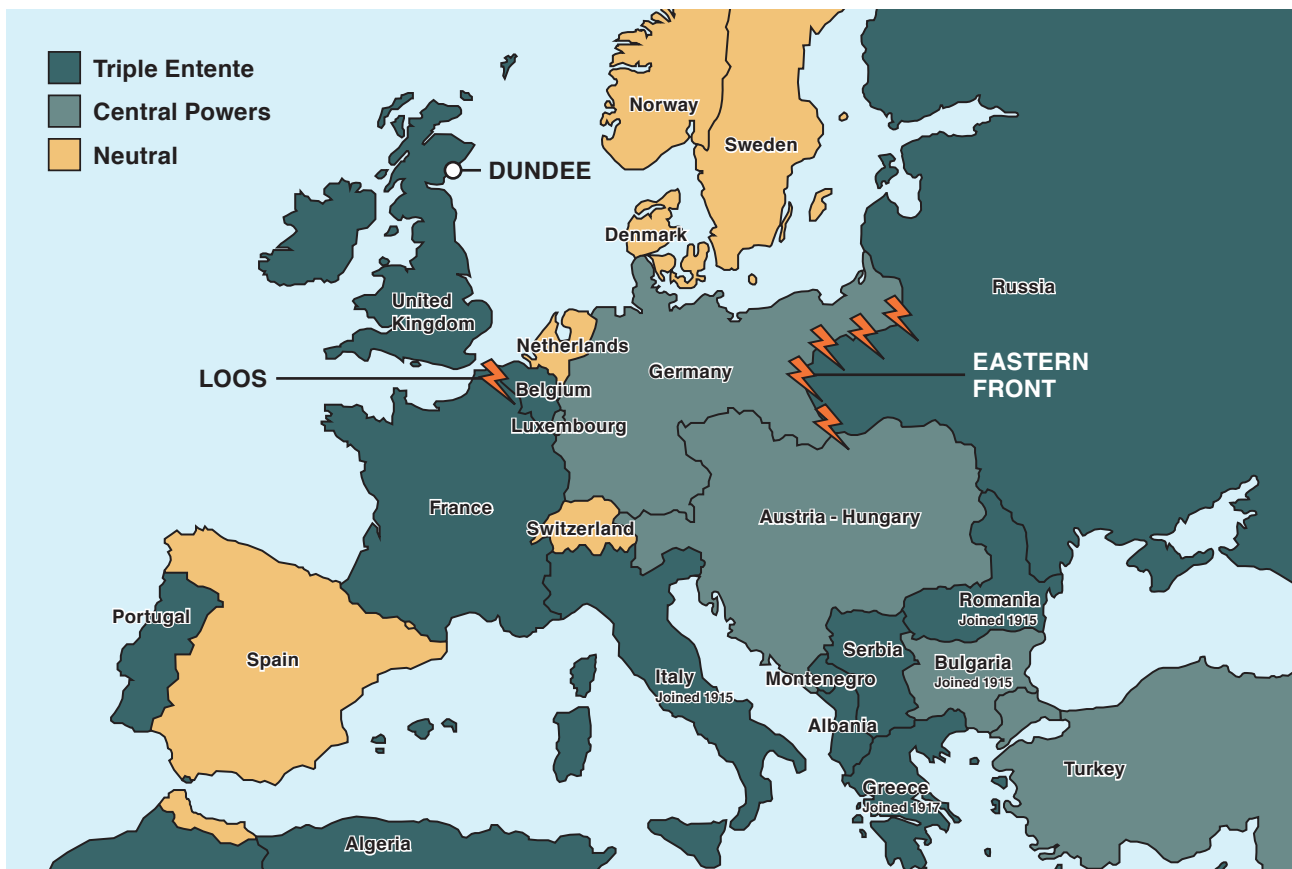 Triple Entente
Central Powers
Neutral
Norway
Sweden
DUNDEE
Denmark
United
Kingdom
Russia
Netherlands
LOOS
Belgium
Germany
EASTERN
FRONT
Luxembourg
France
Switzerland
Austria - Hungary
Portugal
Spain
Romania
Joined 1915
Serbia
Bulgaria
Joined 1915
Italy
Joined 1915
Montenegro
Albania
Turkey
Greece
Joined 1917
Algeria